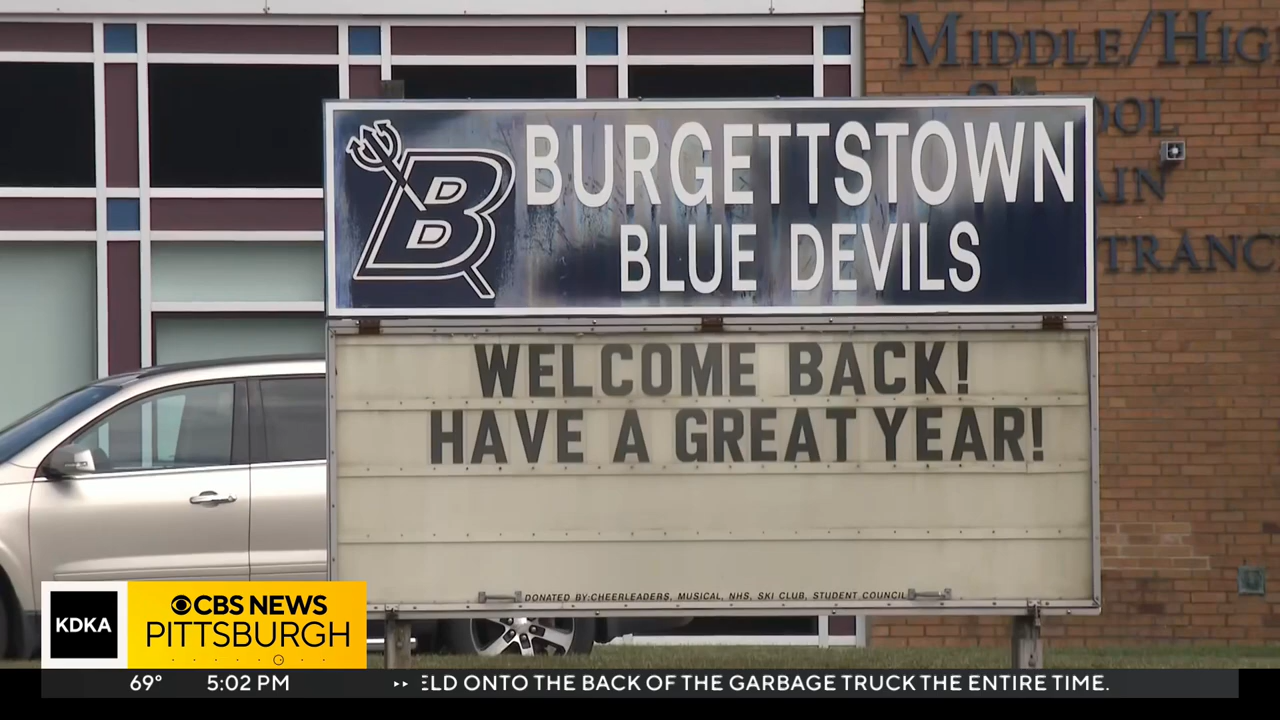 MIDDLE/HIG
OOL
AIN
TRANC
B BURGETTSTOWN
BLUE DEVILS
WELCOME BACK!
HAVE A GREAT YEAR!
DONATED BY:CHEERLEADERS, MUSICAL, NHS, SKI CLUB, STUDENT COUNCIL
KDKA
CBS NEWS
PITTSBURGH
69° 5:02 PM ELD ONTO THE BACK OF THE GARBAGE TRUCK THE ENTIRE TIME.